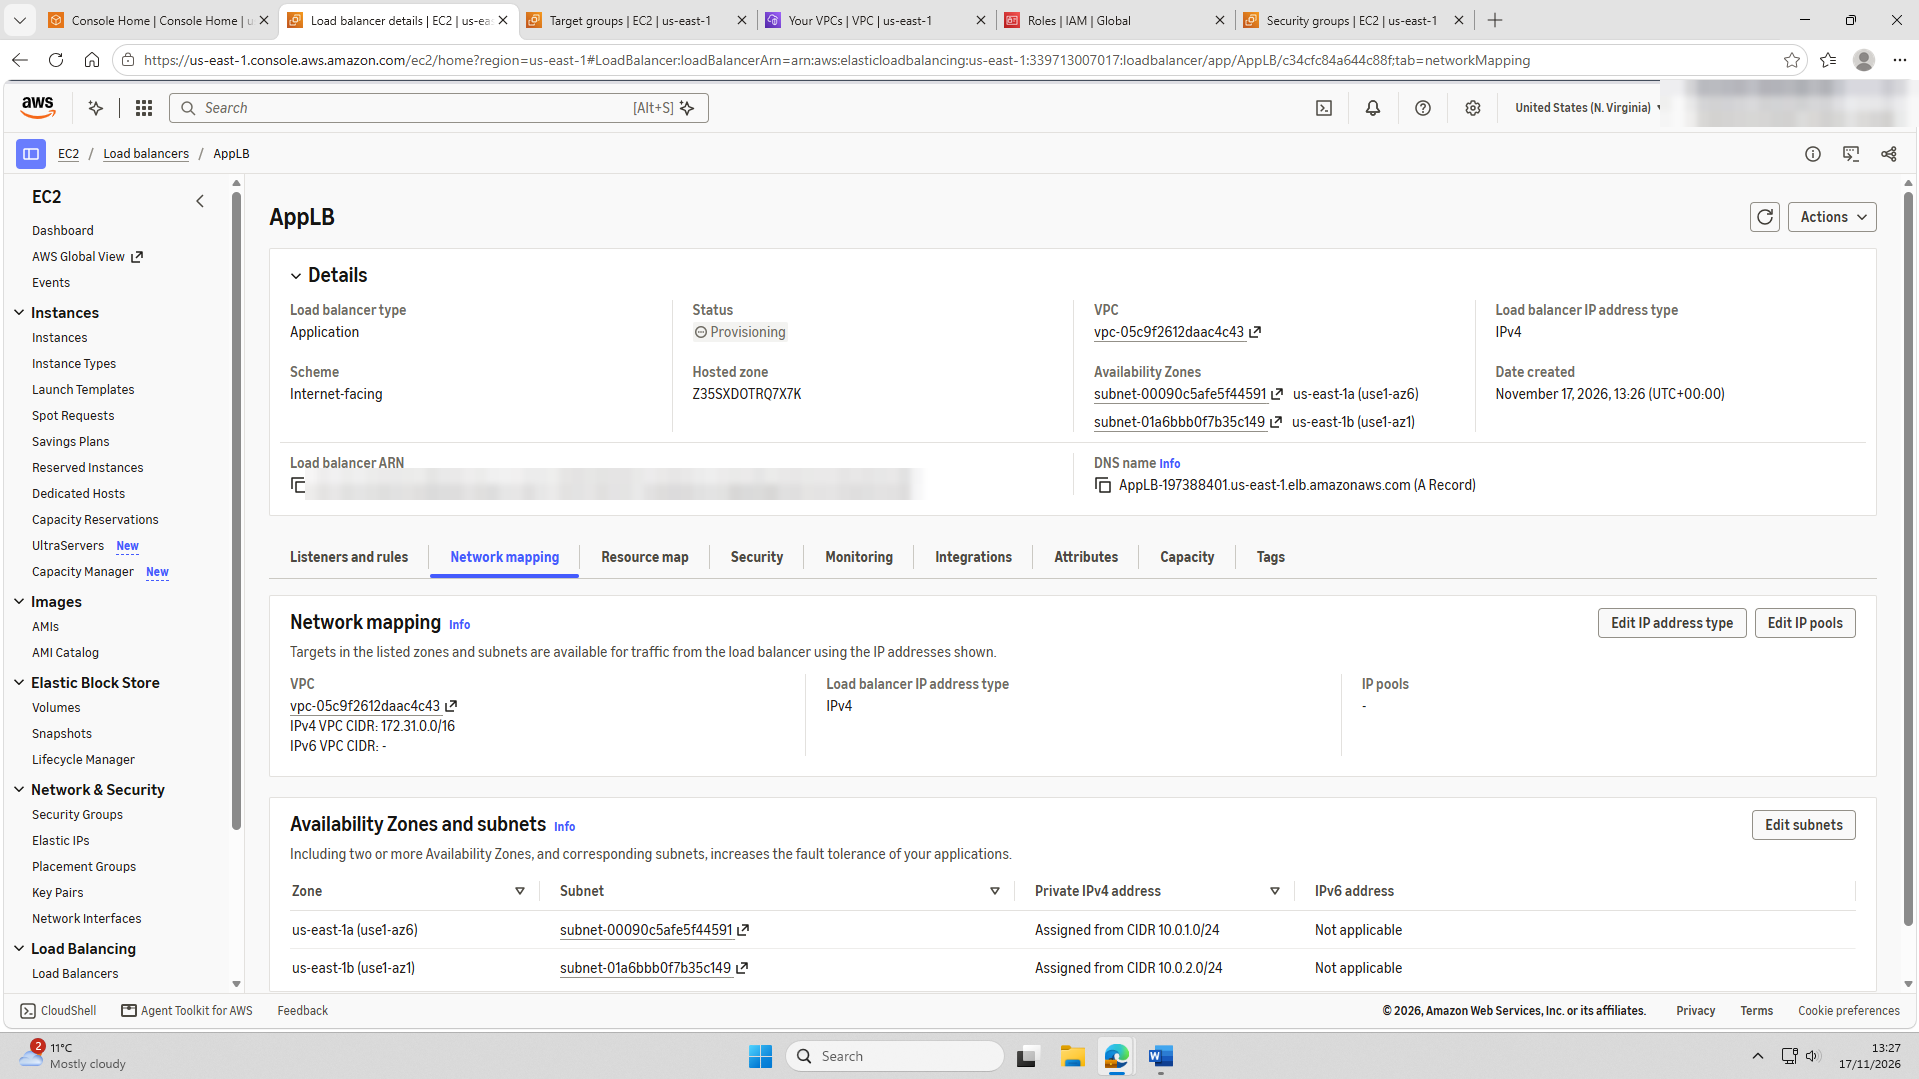 Console Home | Console Home | u
Load balancer details | EC2 | us-eas
Target groups | EC2 | us-east-1
Your VPCs | VPC | us-east-1
Roles | IAM | Global
Security groups | EC2 | us-east-1
https://us-east-1.console.aws.amazon.com/ec2/home?region=us-east-1#LoadBalancer:loadBalancerArn=arn:aws:elasticloadbalancing:us-east-1:339713007017:loadbalancer/app/AppLB/c34cfc84a644c88f;tab=networkMapping
aws
Search [Alt+S]
United States (N. Virginia)
EC2 / Load balancers / AppLB
EC2
Dashboard
AWS Global View
Events
Instances
Instances
Instance Types
Launch Templates
Spot Requests
Savings Plans
Reserved Instances
Dedicated Hosts
Capacity Reservations
UltraServers New
Capacity Manager New
Images
AMIs
AMI Catalog
Elastic Block Store
Volumes
Snapshots
Lifecycle Manager
Network & Security
Security Groups
Elastic IPs
Placement Groups
Key Pairs
Network Interfaces
Load Balancing
Load Balancers
AppLB
Actions
Details
Load balancer type
Application
Status
Provisioning
VPC
vpc-05c9f2612daac4c43
Load balancer IP address type
IPv4
Scheme
Internet-facing
Hosted zone
Z35SXDOTRQ7X7K
Availability Zones
subnet-00090c5afe5f44591 us-east-1a (use1-az6)
subnet-01a6bbb0f7b35c149 us-east-1b (use1-az1)
Date created
November 17, 2026, 13:26 (UTC+00:00)
Load balancer ARN
DNS name Info
AppLB-197388401.us-east-1.elb.amazonaws.com (A Record)
Listeners and rules
Network mapping
Resource map
Security
Monitoring
Integrations
Attributes
Capacity
Tags
Network mapping Info
Edit IP address type
Edit IP pools
Targets in the listed zones and subnets are available for traffic from the load balancer using the IP addresses shown.
VPC
vpc-05c9f2612daac4c43
IPv4 VPC CIDR: 172.31.0.0/16
IPv6 VPC CIDR: -
Load balancer IP address type
IPv4
IP pools
-
Availability Zones and subnets Info
Edit subnets
Including two or more Availability Zones, and corresponding subnets, increases the fault tolerance of your applications.
Zone Subnet Private IPv4 address IPv6 address
us-east-1a (use1-az6) subnet-00090c5afe5f44591 Assigned from CIDR 10.0.1.0/24 Not applicable
us-east-1b (use1-az1) subnet-01a6bbb0f7b35c149 Assigned from CIDR 10.0.2.0/24 Not applicable
CloudShell
Agent Toolkit for AWS
Feedback
© 2026, Amazon Web Services, Inc. or its affiliates.
Privacy
Terms
Cookie preferences
2
11°C
Mostly cloudy
Search
13:27
17/11/2026